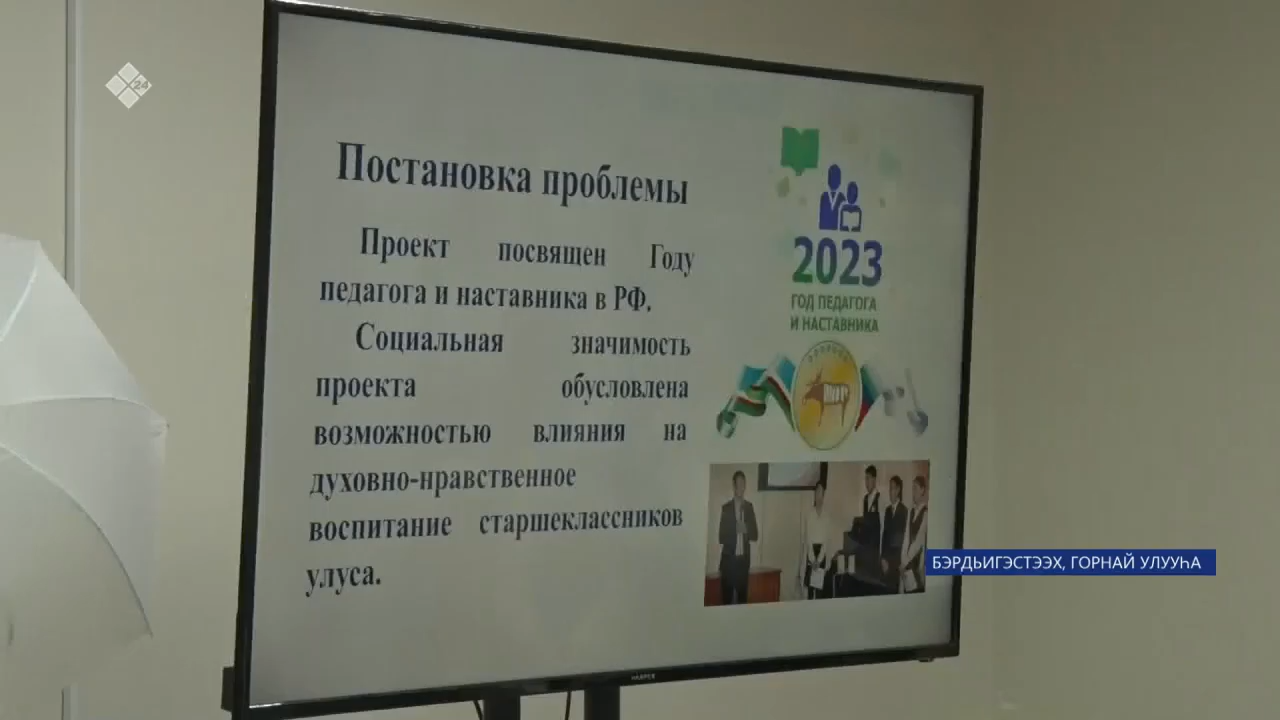 24
Постановка проблемы
Проект посвящен Году
педагога и наставника в РФ.
Социальная значимость
проекта обусловлена
возможностью влияния на
духовно-нравственное
воспитание старшеклассников
улуса.
2023
ГОД ПЕДАГОГА
И НАСТАВНИКА
БЭРДЬИГЭСТЭЭХ, ГОРНАЙ УЛУУҺА